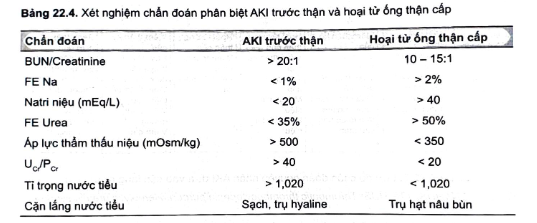 Bảng 22.4. Xét nghiệm chẩn đoán phân biệt AKI trước thận và hoại tử ống thận cấp
Chẩn đoán AKI trước thận Hoại tử ống thận cấp
BUN/Creatinine > 20:1 10 – 15:1
FE Na < 1% > 2%
Natri niệu (mEq/L) < 20 > 40
FE Urea < 35% > 50%
Áp lực thẩm thấu niệu (mOsm/kg) > 500 < 350
U_Cr/P_Cr > 40 < 20
Tỉ trọng nước tiểu > 1,020 < 1,020
Cặn lắng nước tiểu Sạch, trụ hyaline Trụ hạt nâu bùn